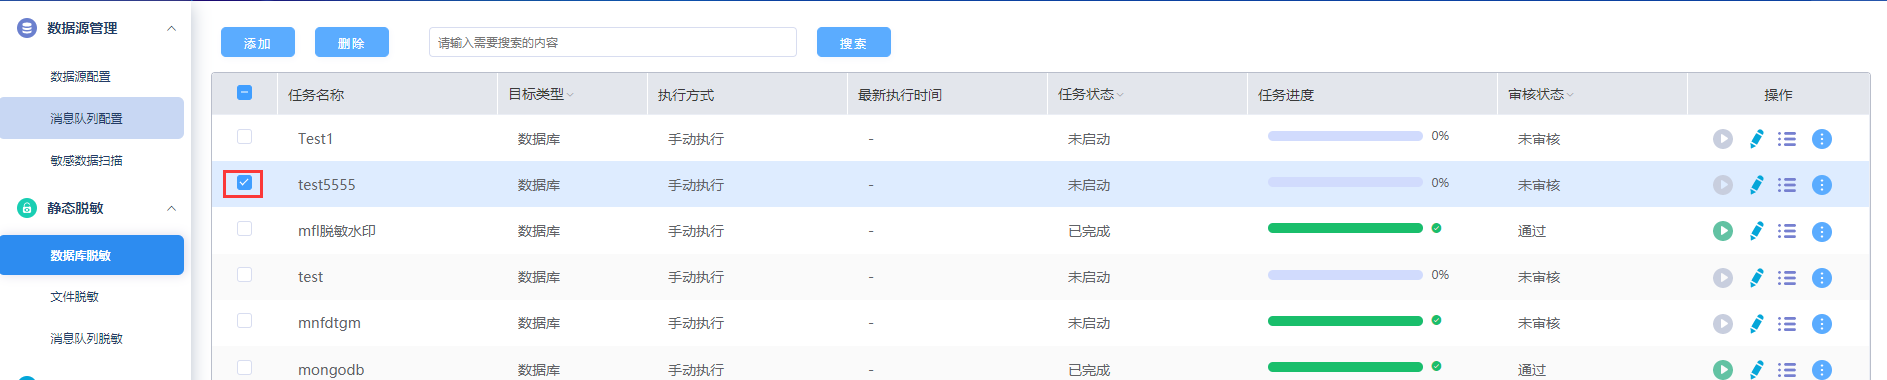 数据源管理
数据源配置
消息队列配置
敏感数据扫描
静态脱敏
数据库脱敏
文件脱敏
消息队列脱敏
添加 删除 请输入需要搜索的内容 搜索
任务名称 目标类型 执行方式 最新执行时间 任务状态 任务进度 审核状态 操作
Test1 数据库 手动执行 - 未启动 0% 未审核
test5555 数据库 手动执行 - 未启动 0% 未审核
mfl脱敏水印 数据库 手动执行 - 已完成 通过
test 数据库 手动执行 - 未启动 0% 未审核
mnfdtgm 数据库 手动执行 - 未启动 未审核
mongodb 数据库 手动执行 - 已完成 通过